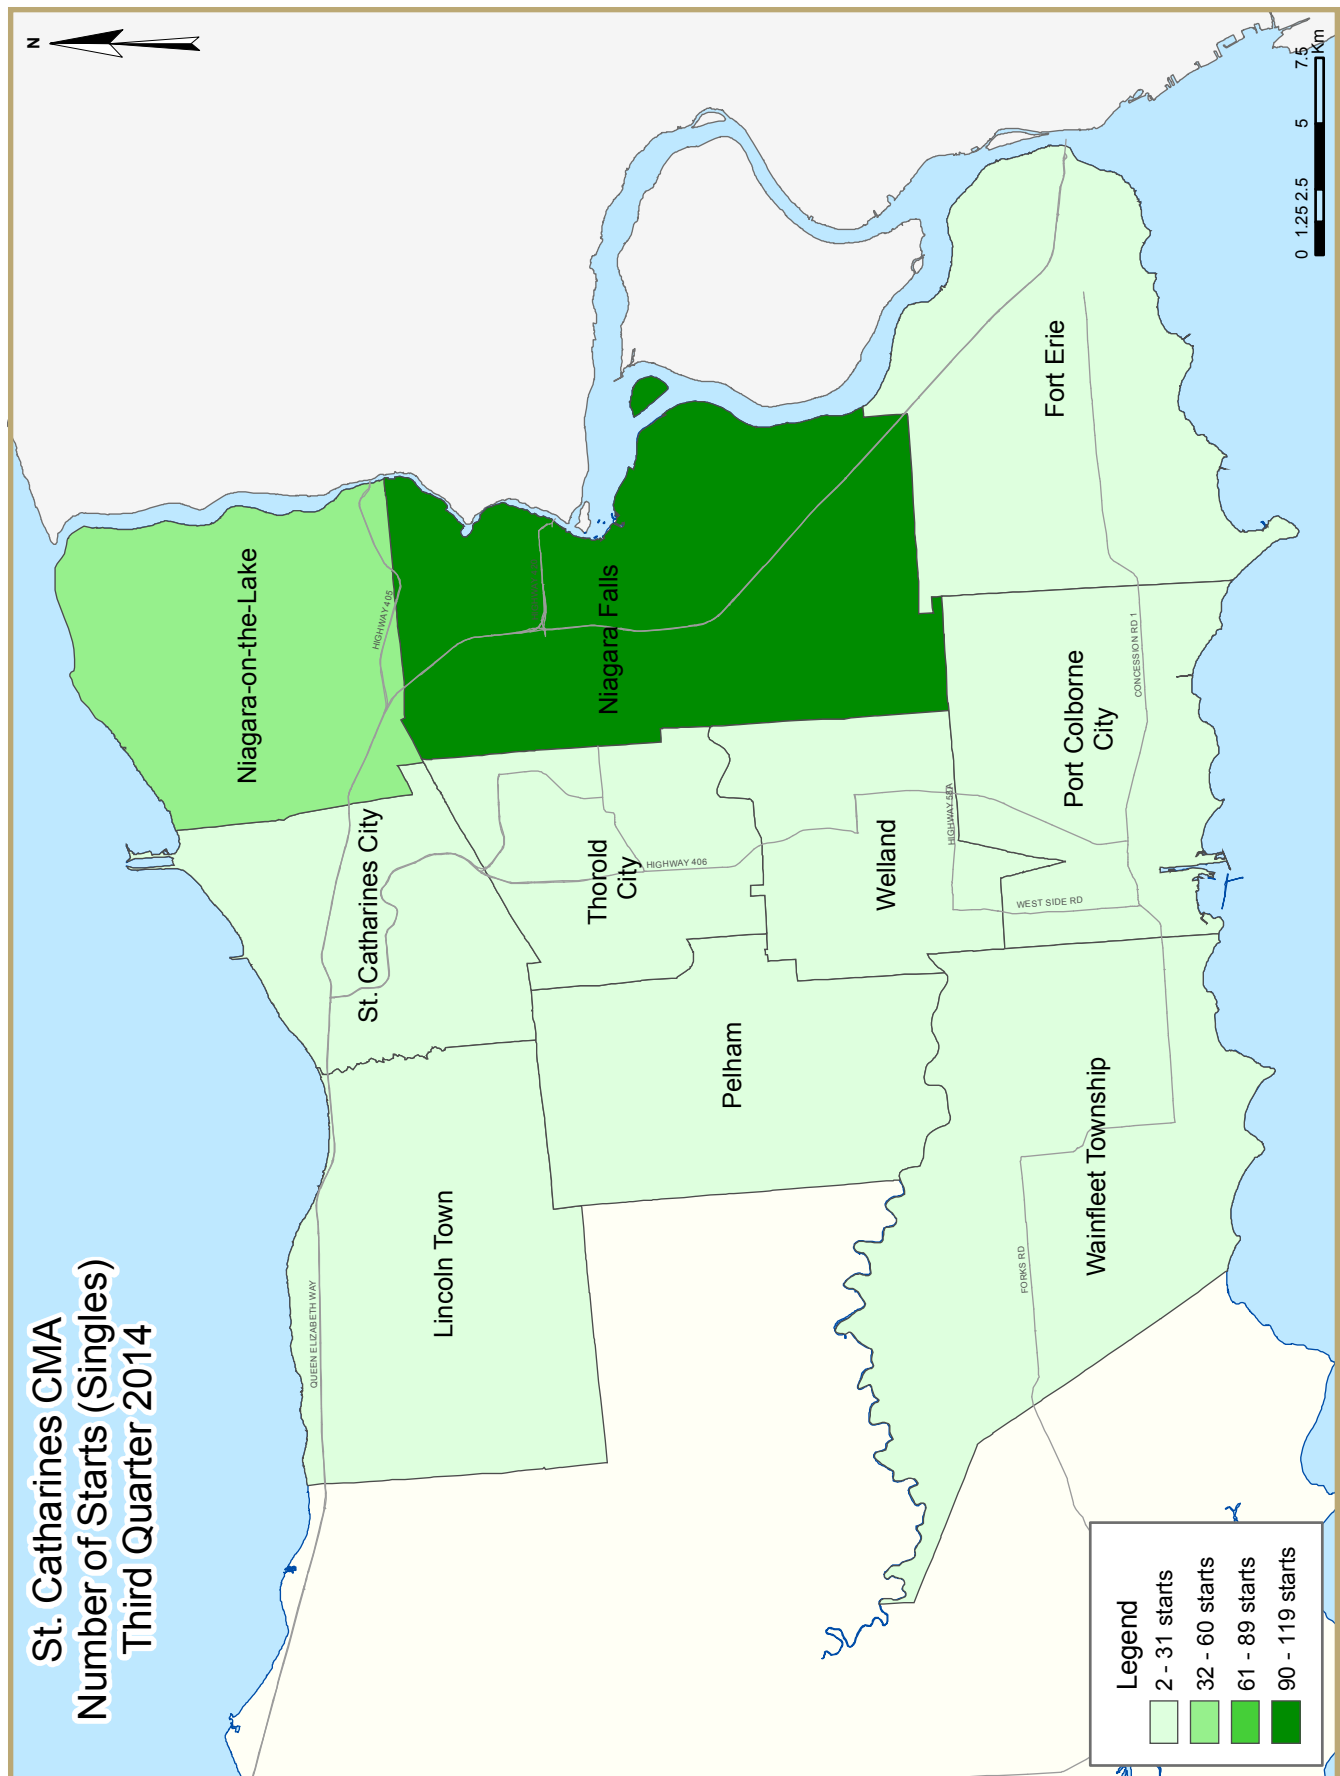 St. Catharines CMA
Number of Starts (Singles)
Third Quarter 2014
N
QUEEN ELIZABETH WAY
Lincoln Town
St. Catharines City
Niagara-on-the-Lake
HIGHWAY 405
Niagara Falls
Thorold
City
HIGHWAY 406
Pelham
Welland
HIGHWAY 58A
WEST SIDE RD
Port Colborne
City
CONCESSION RD 1
Fort Erie
Wainfleet Township
FORKS RD
Legend
2 - 31 starts
32 - 60 starts
61 - 89 starts
90 - 119 starts
0 1.25 2.5 5 7.5
Km